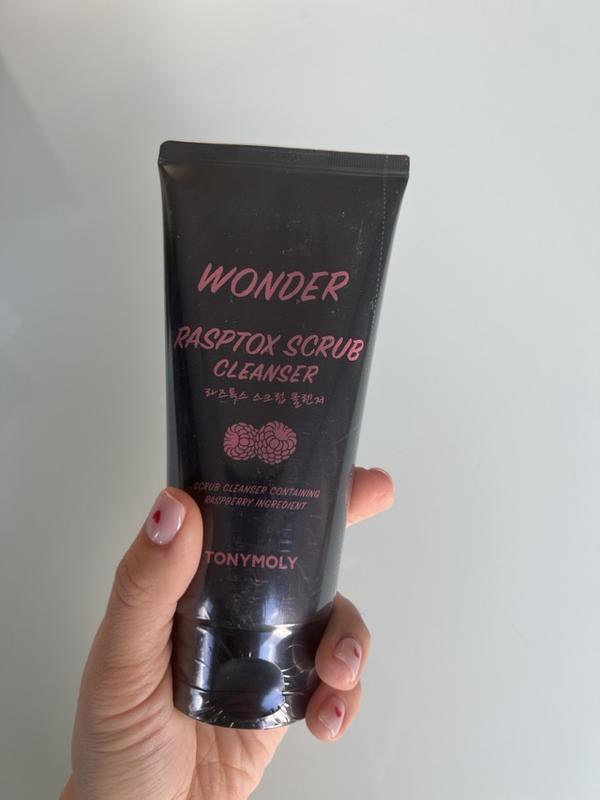 WONDER
RASPTOX SCRUB
CLEANSER
라즈톡스 스크럽 클렌저
SCRUB CLEANSER CONTAINING
RASPBERRY INGREDIENT
TONYMOLY